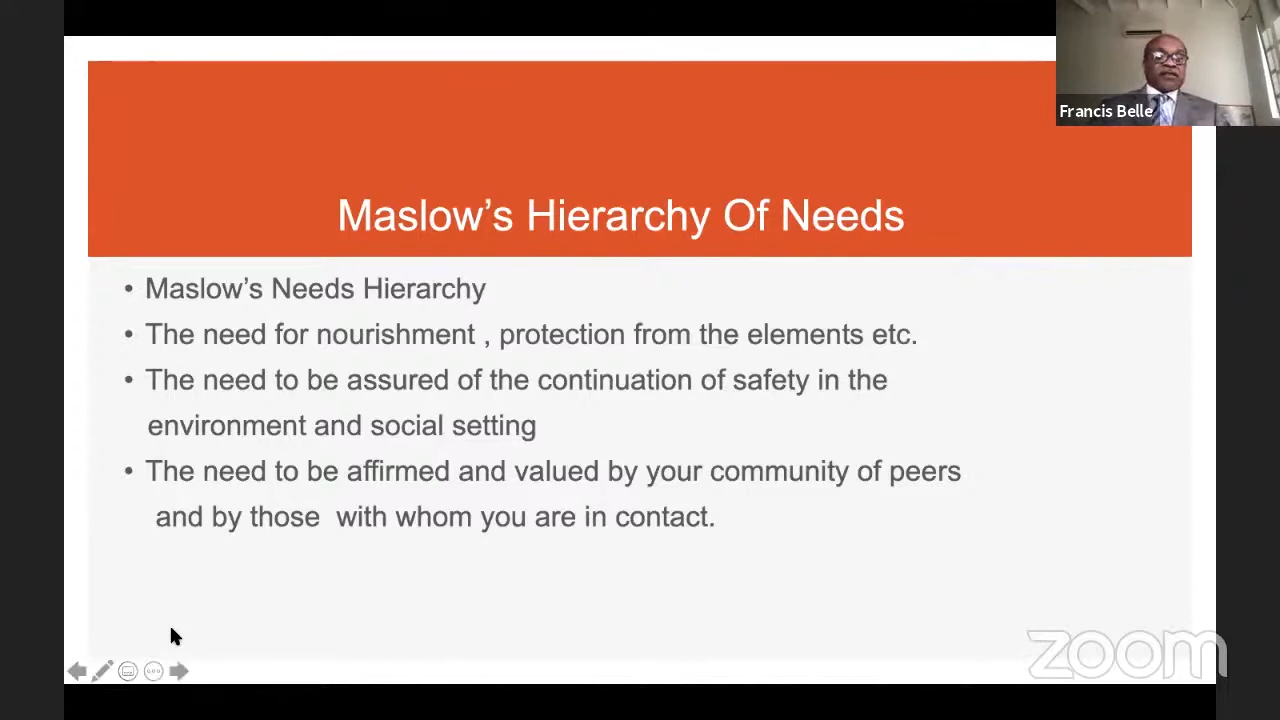 Francis Belle
Maslow’s Hierarchy Of Needs
• Maslow’s Needs Hierarchy
• The need for nourishment , protection from the elements etc.
• The need to be assured of the continuation of safety in the
environment and social setting
• The need to be affirmed and valued by your community of peers
and by those with whom you are in contact.
zoom